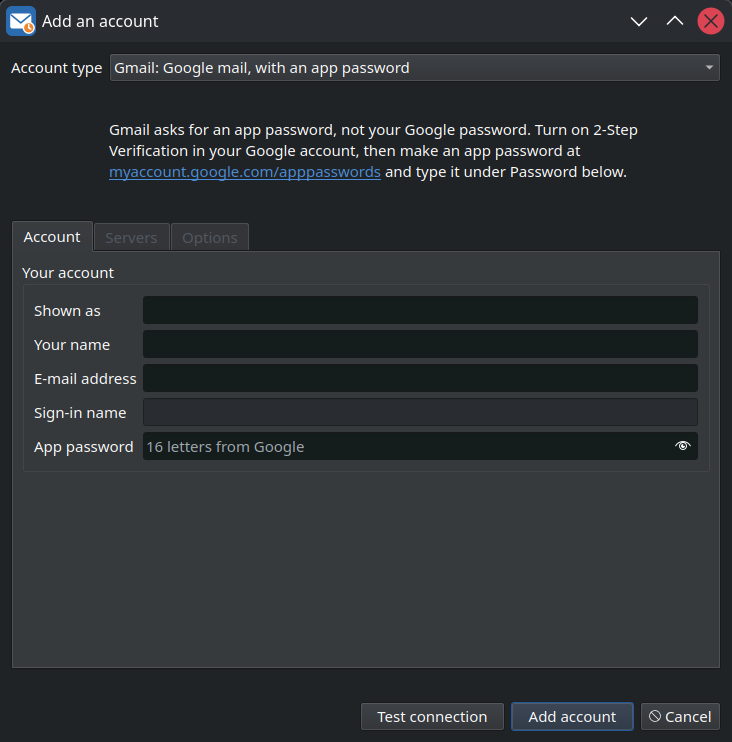 Add an account
Account type Gmail: Google mail, with an app password
Gmail asks for an app password, not your Google password. Turn on 2-Step
Verification in your Google account, then make an app password at
myaccount.google.com/apppasswords and type it under Password below.
Account Servers Options
Your account
Shown as
Your name
E-mail address
Sign-in name
App password 16 letters from Google
Test connection Add account Cancel